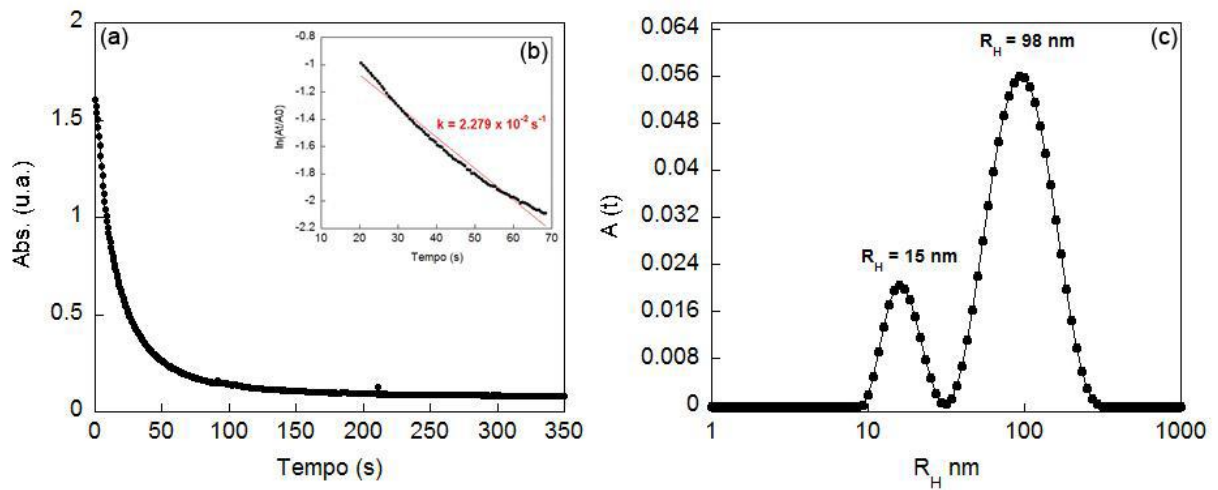 (a)
2
1.5
1
0.5
0
Abs. (u.a.)
0 50 100 150 200 250 300 350
Tempo (s)
(b)
-0.8
-1
-1.2
-1.4
-1.6
-1.8
-2
-2.2
ln(At/A0)
k = 2.279 x 10⁻² s⁻¹
10 20 30 40 50 60 70
Tempo (s)
(c)
0.064
0.056
0.048
0.04
0.032
0.024
0.016
0.008
0
A (t)
R_H = 98 nm
R_H = 15 nm
1 10 100 1000
R_H nm